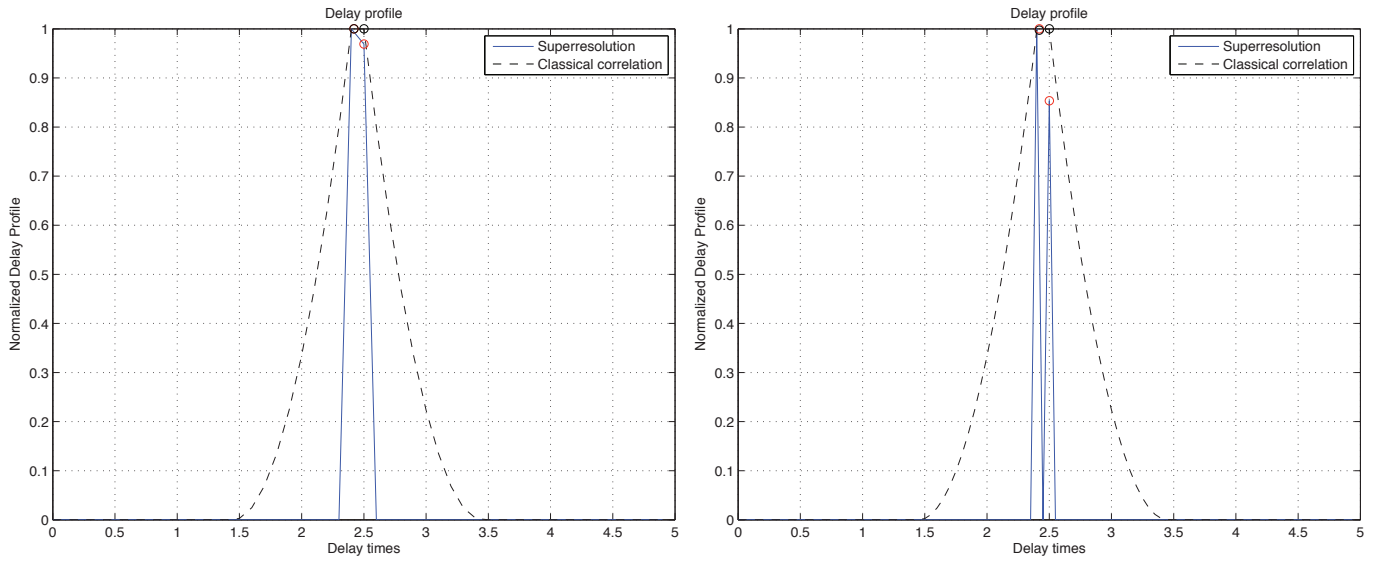 Delay profile
Superresolution
Classical correlation
1
0.9
0.8
0.7
0.6
0.5
0.4
0.3
0.2
0.1
0
Normalized Delay Profile
0 0.5 1 1.5 2 2.5 3 3.5 4 4.5 5
Delay times
Delay profile
Superresolution
Classical correlation
1
0.9
0.8
0.7
0.6
0.5
0.4
0.3
0.2
0.1
0
Normalized Delay Profile
0 0.5 1 1.5 2 2.5 3 3.5 4 4.5 5
Delay times